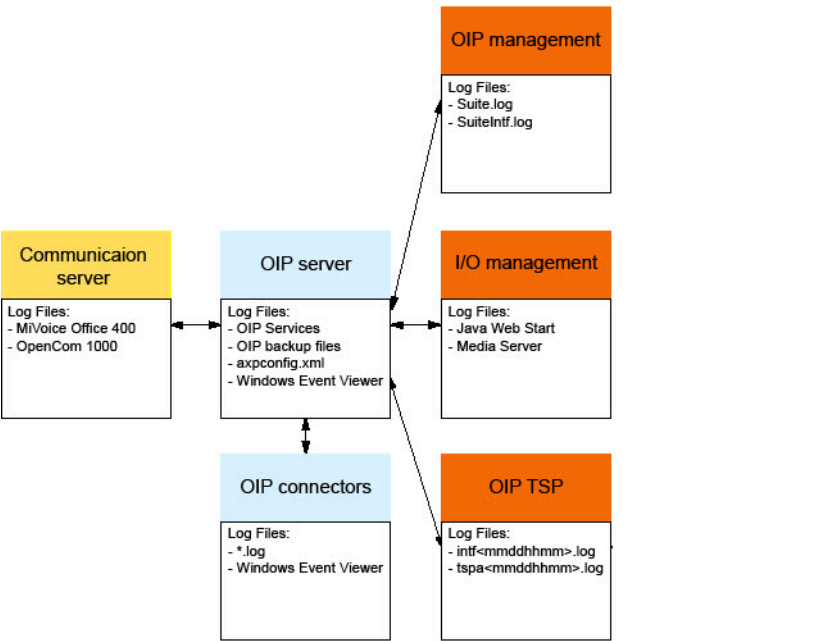 OIP management
Log Files:
- Suite.log
- SuiteIntf.log
Communicaion
server
Log Files:
- MiVoice Office 400
- OpenCom 1000
OIP server
Log Files:
- OIP Services
- OIP backup files
- axpconfig.xml
- Windows Event Viewer
I/O management
Log Files:
- Java Web Start
- Media Server
OIP connectors
Log Files:
- *.log
- Windows Event Viewer
OIP TSP
Log Files:
- intf<mmddhhmm>.log
- tspa<mmddhhmm>.log